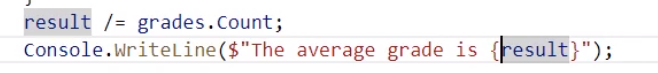 }
result /= grades.Count;
Console.WriteLine($"The average grade is {result}");